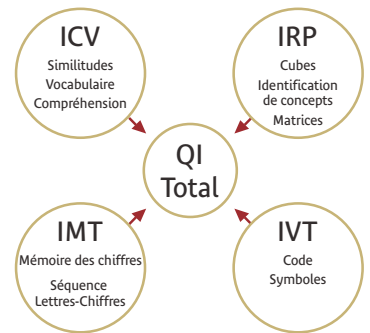 ICV
Similitudes
Vocabulaire
Compréhension
IRP
Cubes
Identification
de concepts
Matrices
QI
Total
IMT
Mémoire des chiffres
Séquence
Lettres-Chiffres
IVT
Code
Symboles